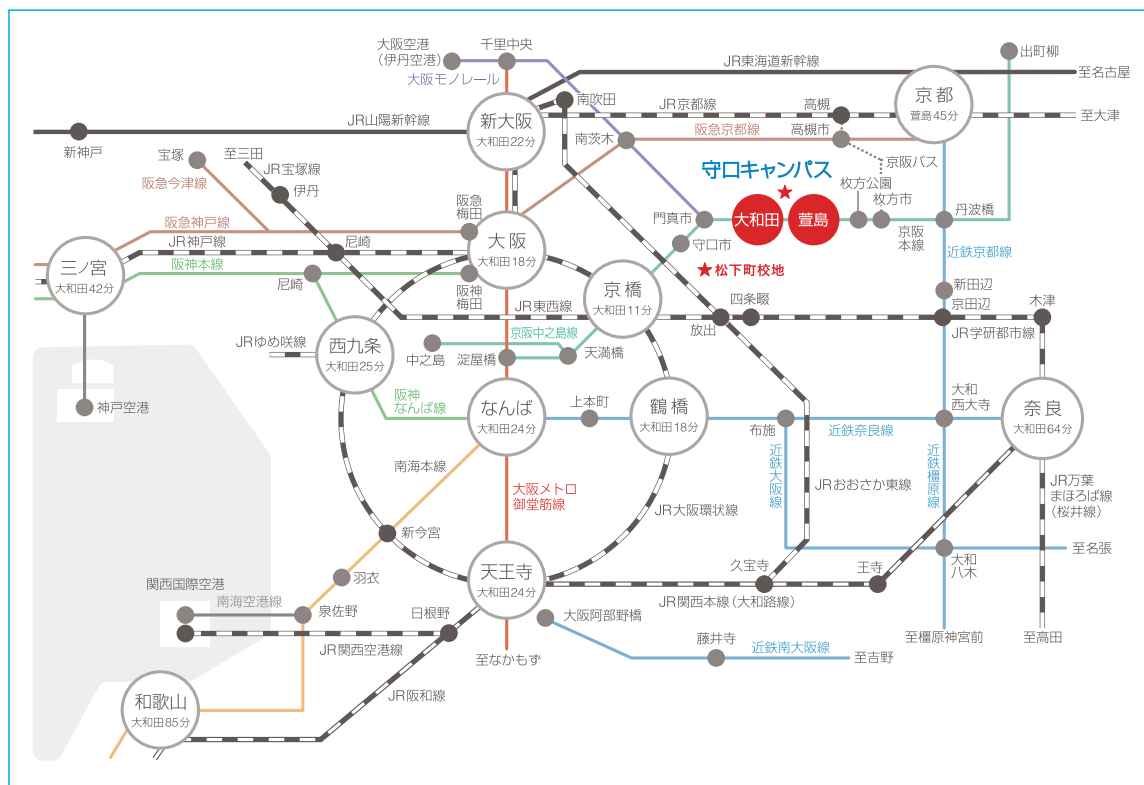 出町柳
大阪空港
(伊丹空港)
千里中央
大阪モノレール
JR東海道新幹線
至名古屋
南吹田
JR京都線
高槻
京都
萱島45分
至大津
新大阪
大和田22分
JR山陽新幹線
新神戸
阪急京都線
高槻市
南茨木
京阪バス
宝塚
至三田
JR宝塚線
伊丹
阪急今津線
守口キャンパス
枚方公園
枚方市
大和田
萱島
京阪
本線
丹波橋
門真市
守口市
阪急
梅田
阪急神戸線
JR神戸線
尼崎
大阪
大和田18分
近鉄京都線
三ノ宮
大和田42分
阪神本線
尼崎
阪神
梅田
松下町校地
京橋
大和田11分
新田辺
京田辺
木津
JR東西線
放出
四条畷
JR学研都市線
京阪中之島線
中之島
淀屋橋
天満橋
JRゆめ咲線
西九条
大和田25分
神戸空港
阪神
なんば線
なんば
大和田24分
上本町
鶴橋
大和田18分
布施
近鉄奈良線
大和
西大寺
奈良
大和田64分
南海本線
大阪メトロ
御堂筋線
近鉄大阪線
JRおおさか東線
近鉄橿原線
JR万葉
まほろば線
(桜井線)
JR大阪環状線
新今宮
至名張
大和
八木
羽衣
天王寺
大和田24分
久宝寺
王寺
JR関西本線(大和路線)
関西国際空港
南海空港線
泉佐野
日根野
大阪阿部野橋
JR関西空港線
藤井寺
近鉄南大阪線
至吉野
至橿原神宮前
至高田
至なかもず
JR阪和線
和歌山
大和田85分